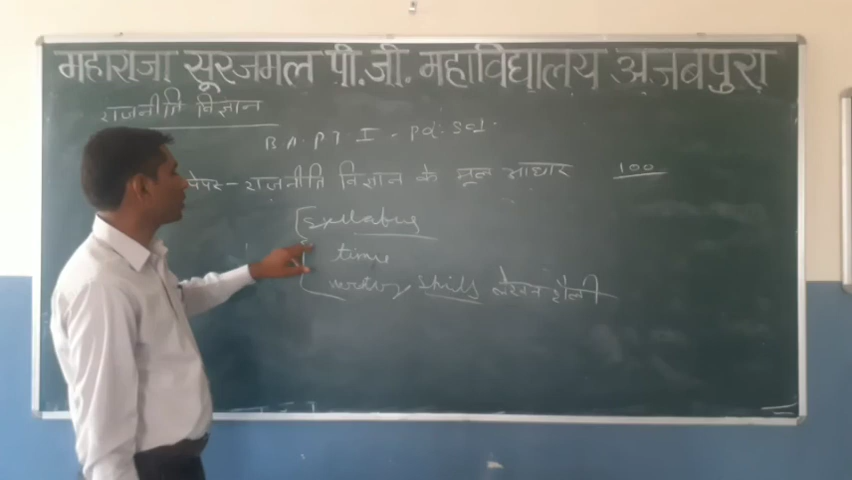 महाराजा सूरजमल पी.जी. महाविद्यालय अजबपुरा
राजनीति विज्ञान
B.A. PT. I - Pol. Sci.
पेपर - राजनीति विज्ञान के मूल आधार 100
syllabus
time
skills लेखन शैली